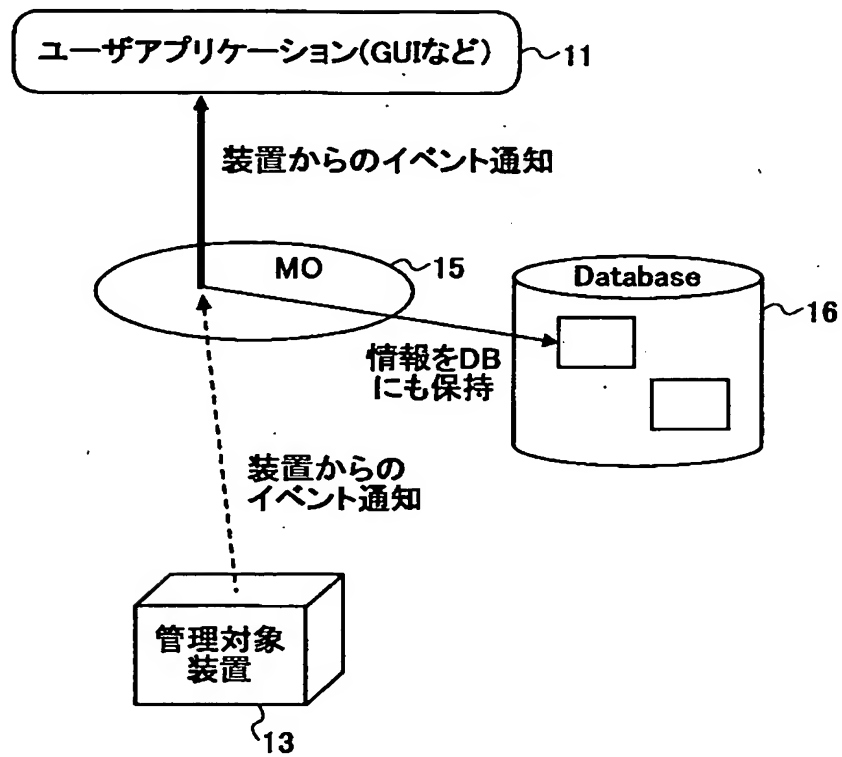 ユーザアプリケーション(GUIなど)
11
装置からのイベント通知
MO
15
Database
16
情報をDB
にも保持
装置からの
イベント通知
管理対象
装置
13